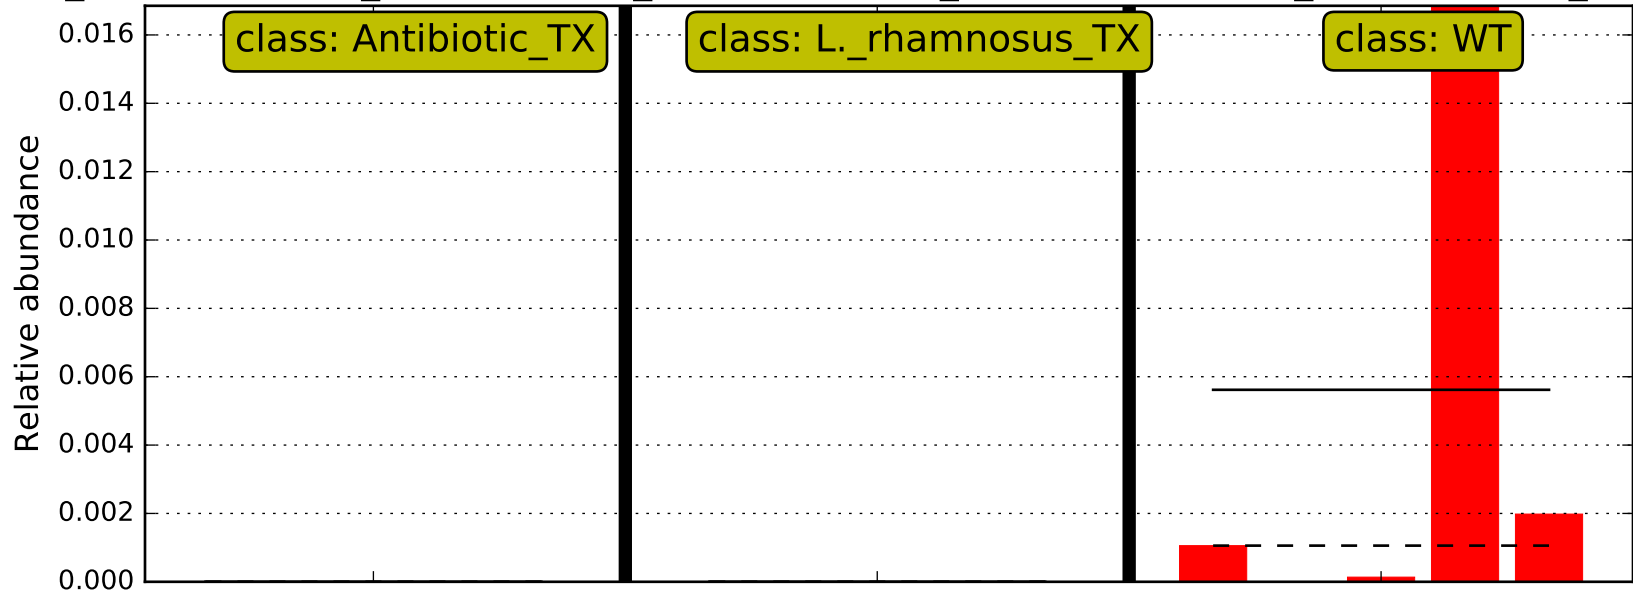 class: Antibiotic_TX
class: L._rhamnosus_TX
class: WT
Relative abundance
0.016
0.014
0.012
0.010
0.008
0.006
0.004
0.002
0.000